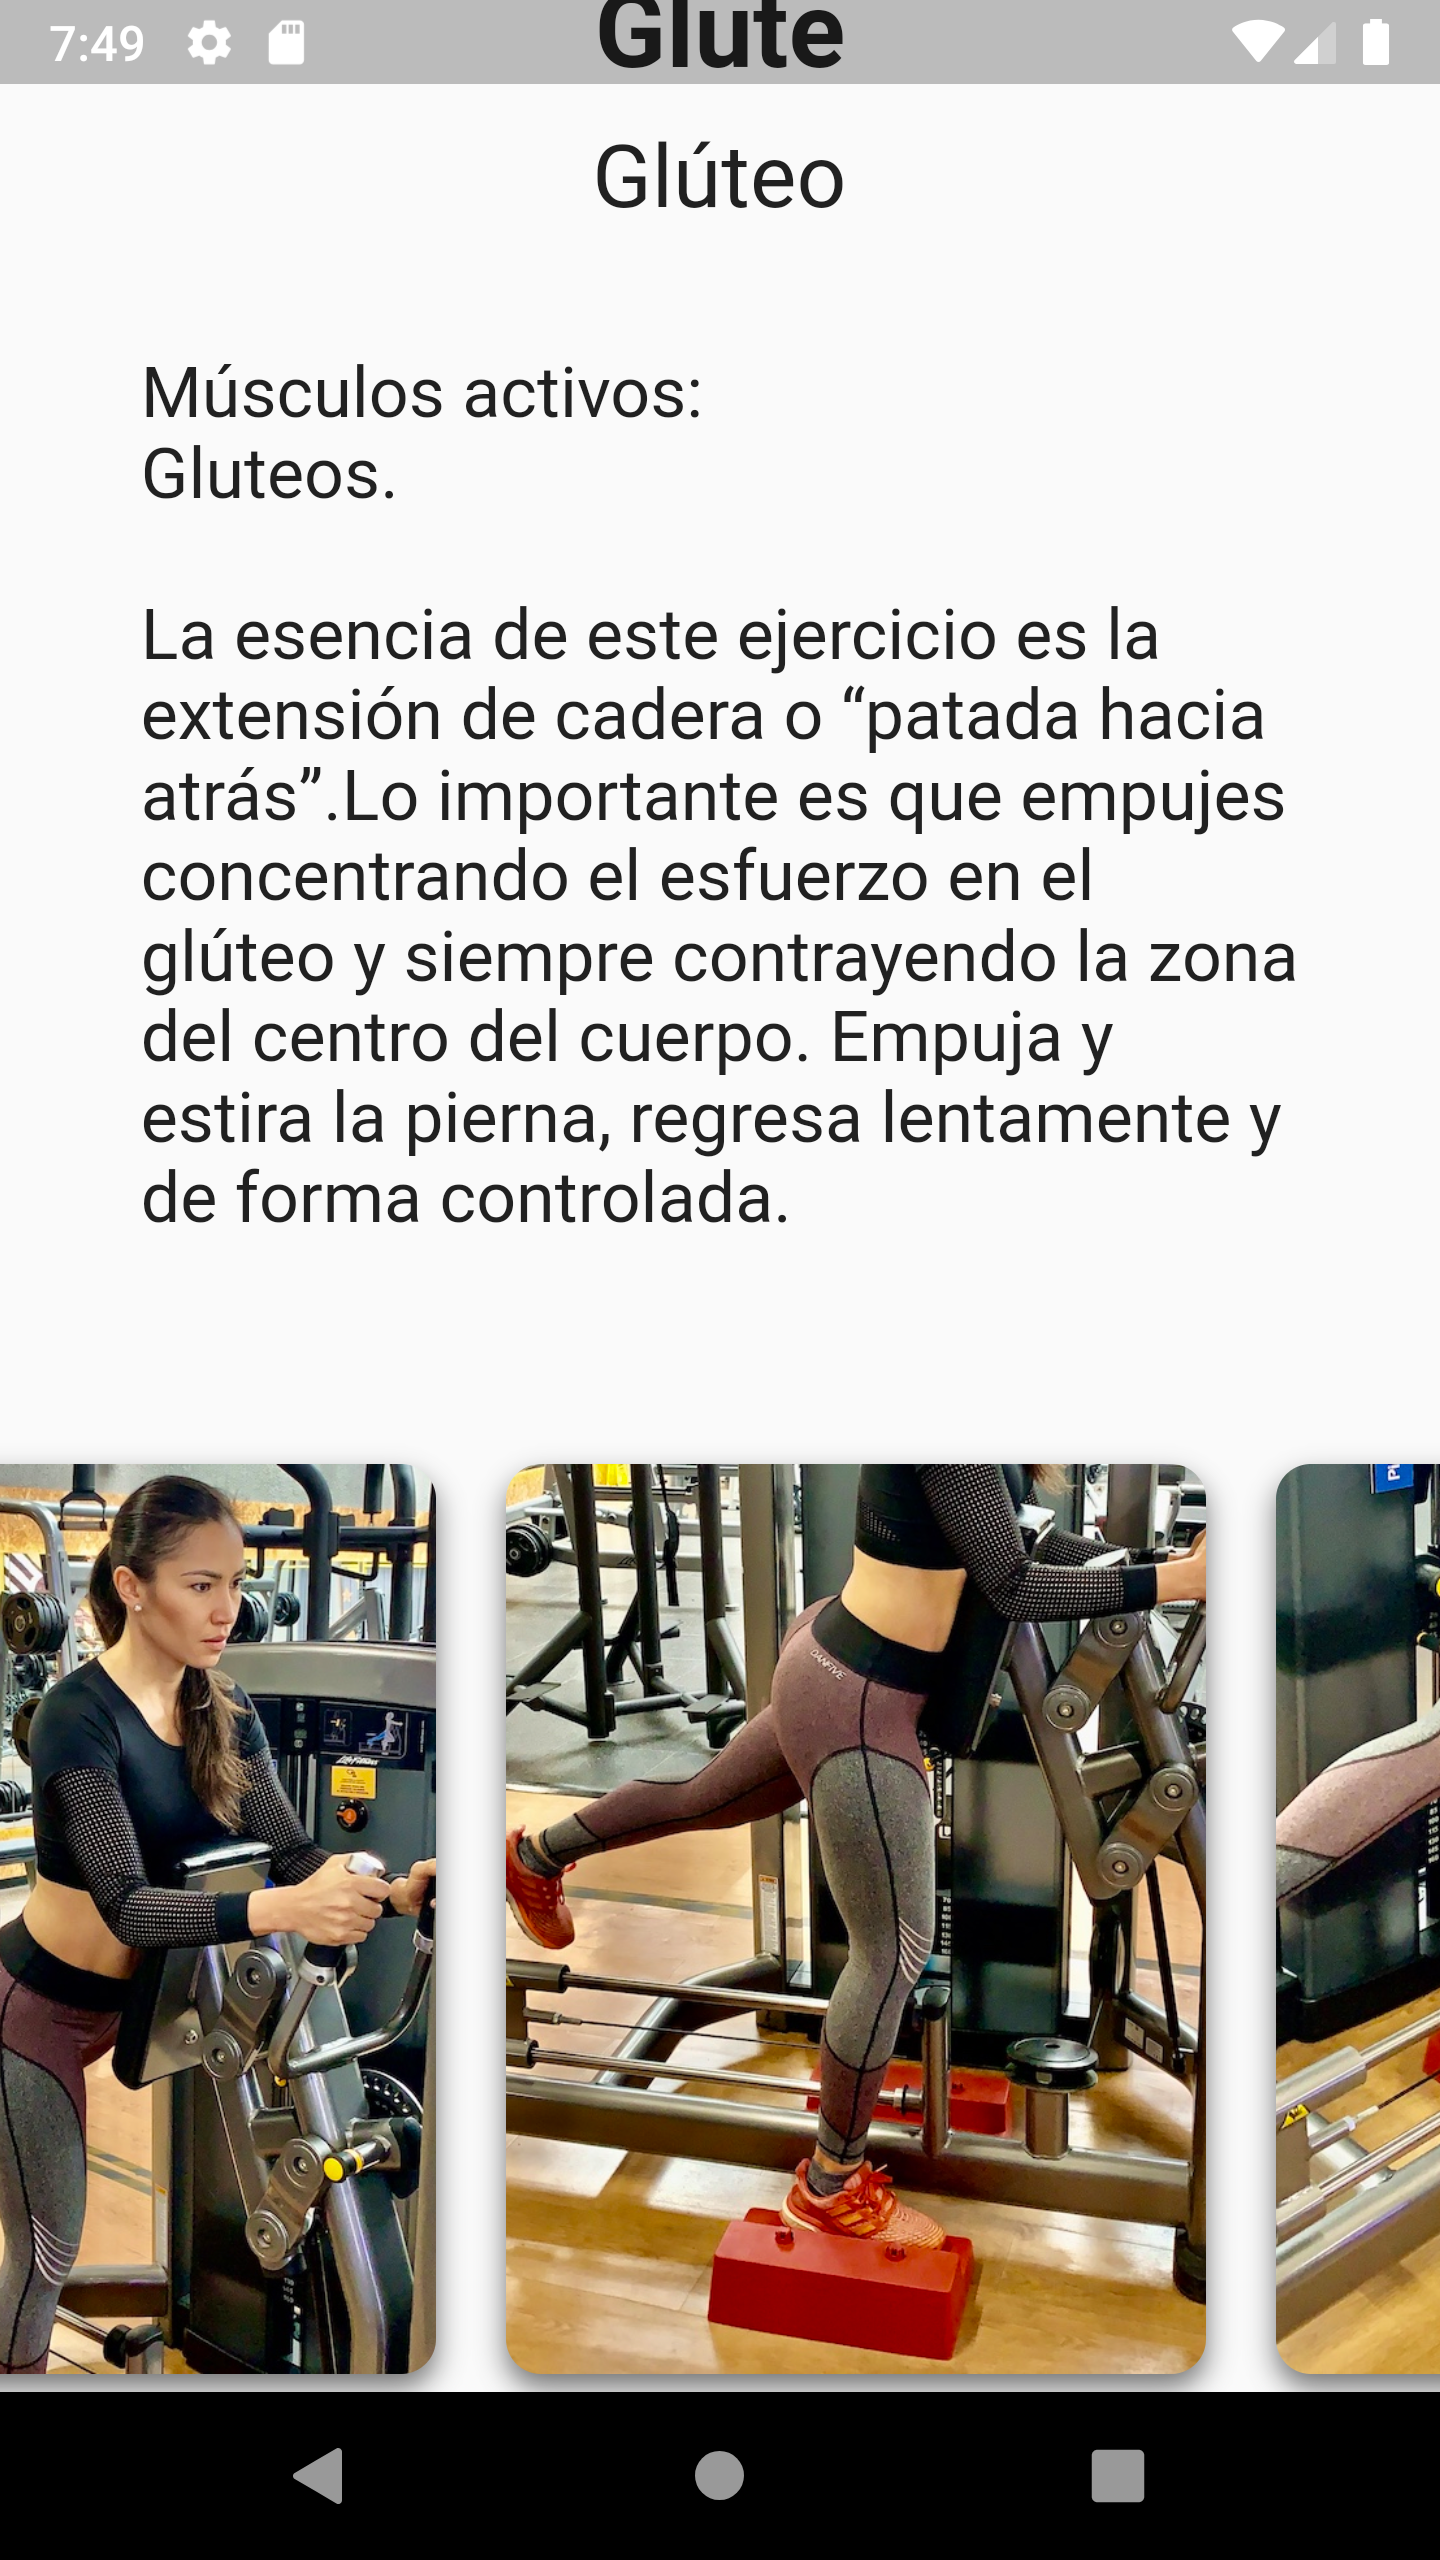 7:49
Glute
Glúteo
Músculos activos:
Gluteos.
La esencia de este ejercicio es la
extensión de cadera o “patada hacia
atrás”.Lo importante es que empujes
concentrando el esfuerzo en el
glúteo y siempre contrayendo la zona
del centro del cuerpo. Empuja y
estira la pierna, regresa lentamente y
de forma controlada.
DANFIVE